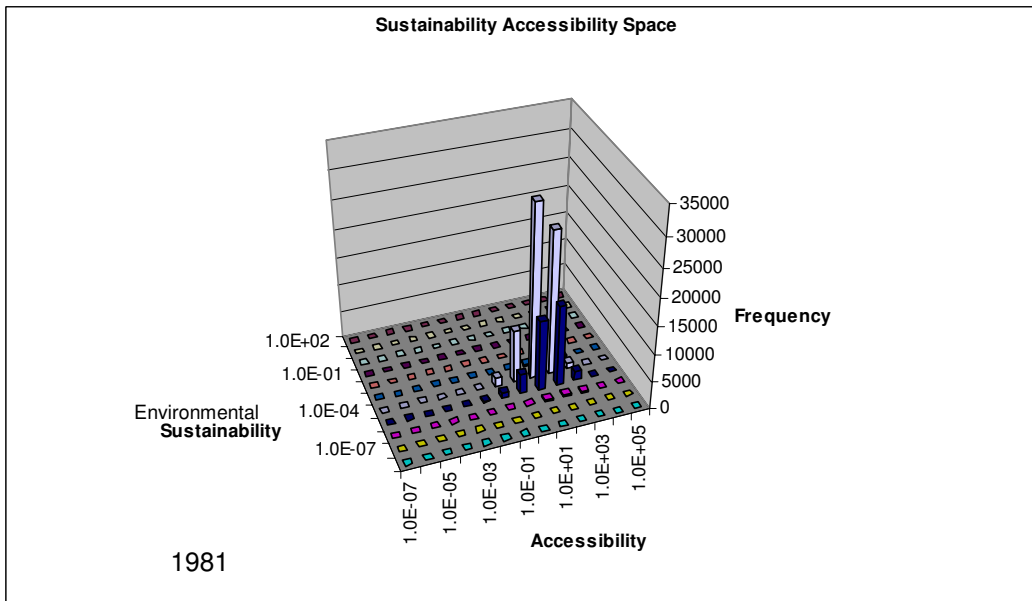 Sustainability Accessibility Space
35000
30000
25000
20000
15000
10000
5000
0
Frequency
1.0E+02
1.0E-01
1.0E-04
1.0E-07
Environmental
Sustainability
1.0E-07
1.0E-05
1.0E-03
1.0E-01
1.0E+01
1.0E+03
1.0E+05
Accessibility
1981